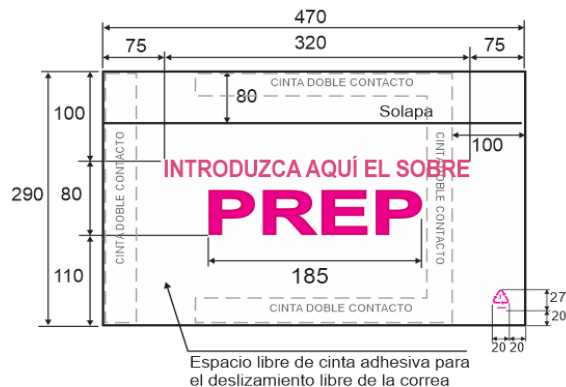 470
75
320
75
CINTA DOBLE CONTACTO
80
100
Solapa
100
CINTA DOBLE CONTACTO
CINTA DOBLE CONTACTO
INTRODUZCA AQUÍ EL SOBRE
290
80
PREP
185
110
CINTA DOBLE CONTACTO
27
20
20
20
Espacio libre de cinta adhesiva para
el deslizamiento libre de la correa